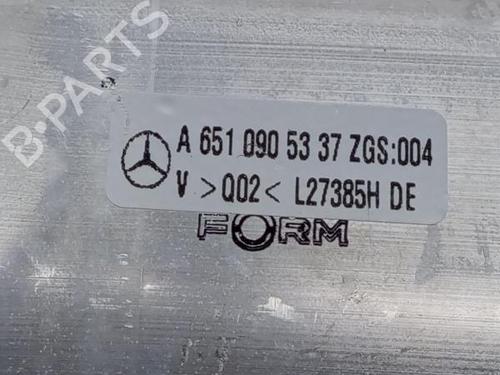 B-PARTS
A 651 090 53 37 ZGS:004
V >Q02< L27385H DE
FORM